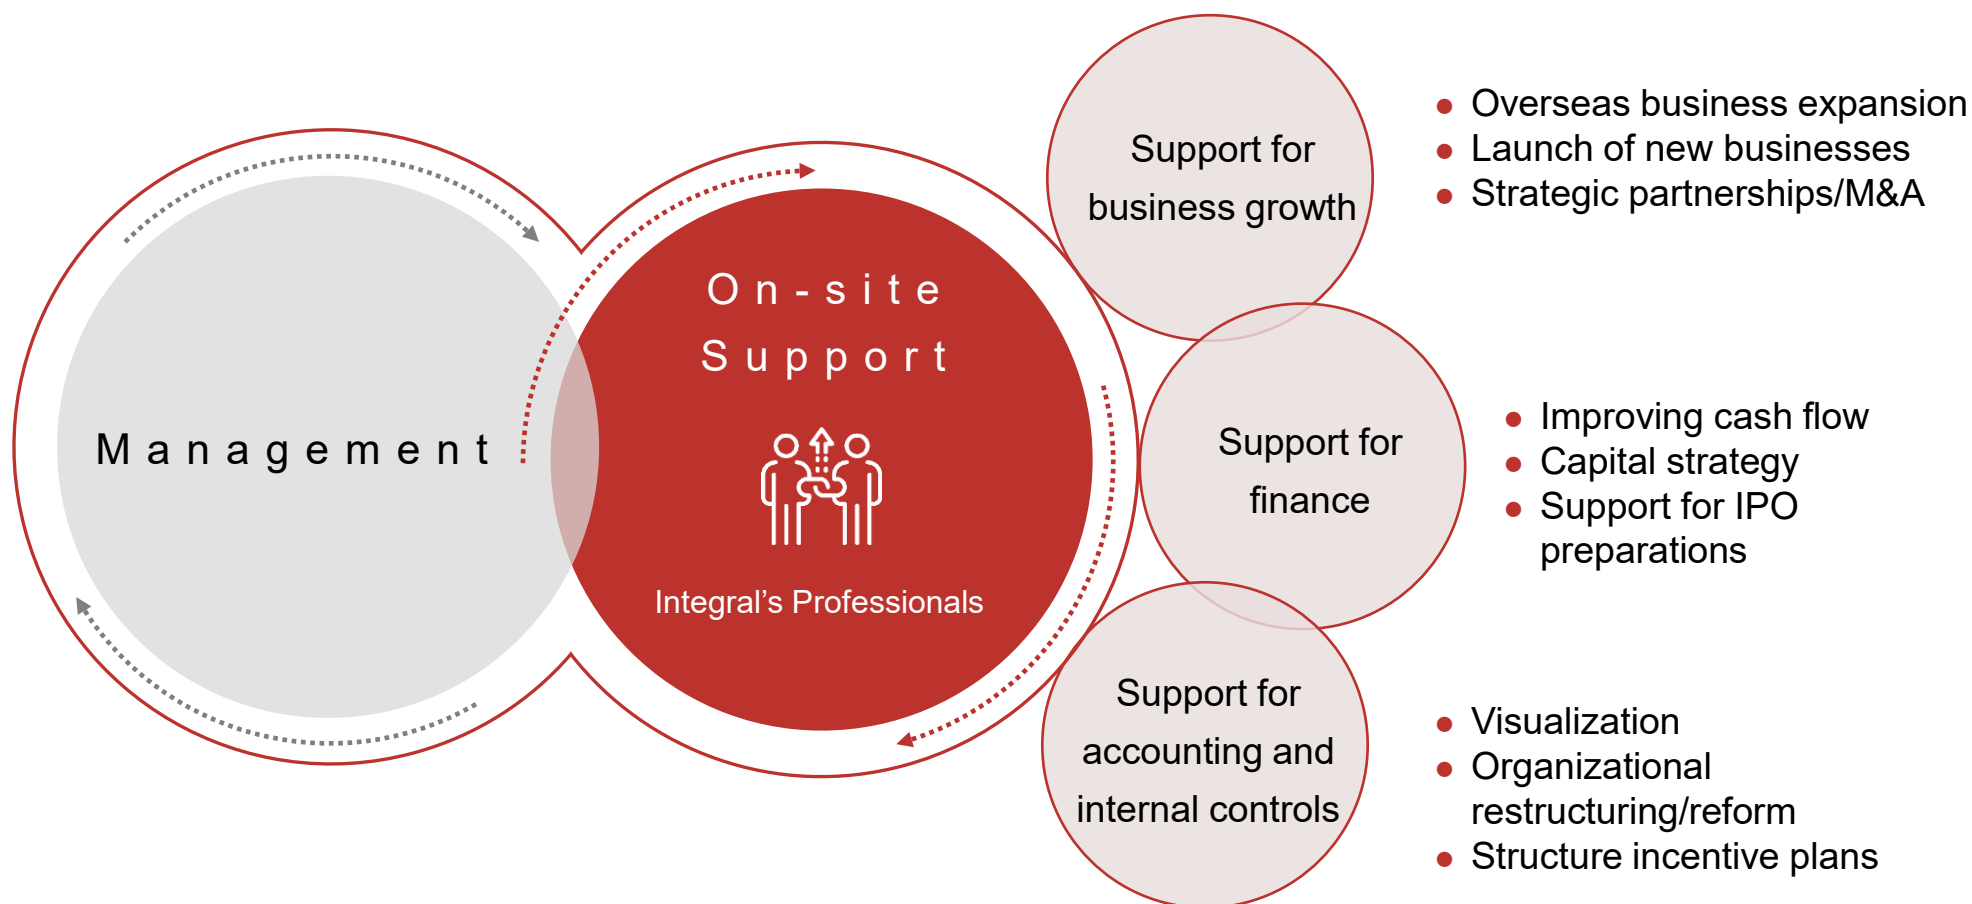 Management
On-site
Support
Integral’s Professionals
Support for
business growth
● Overseas business expansion
● Launch of new businesses
● Strategic partnerships/M&A
Support for
finance
● Improving cash flow
● Capital strategy
● Support for IPO
preparations
Support for
accounting and
internal controls
● Visualization
● Organizational
restructuring/reform
● Structure incentive plans